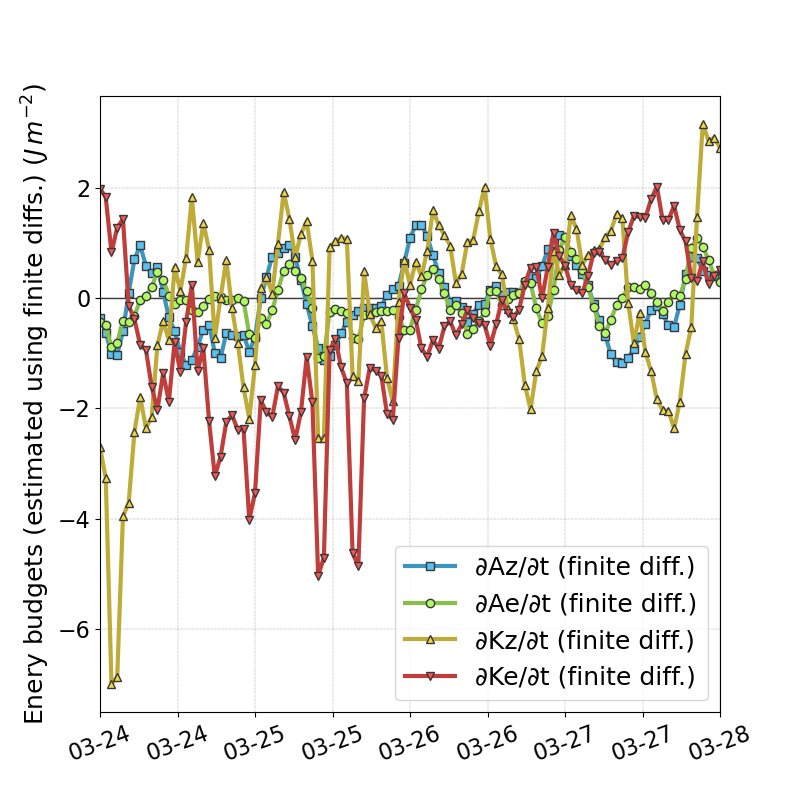 Enery budgets (estimated using finite diffs.) (J m⁻²)
2
0
−2
−4
−6
∂Az/∂t (finite diff.)
∂Ae/∂t (finite diff.)
∂Kz/∂t (finite diff.)
∂Ke/∂t (finite diff.)
03-24 03-24 03-25 03-25 03-26 03-26 03-27 03-27 03-28